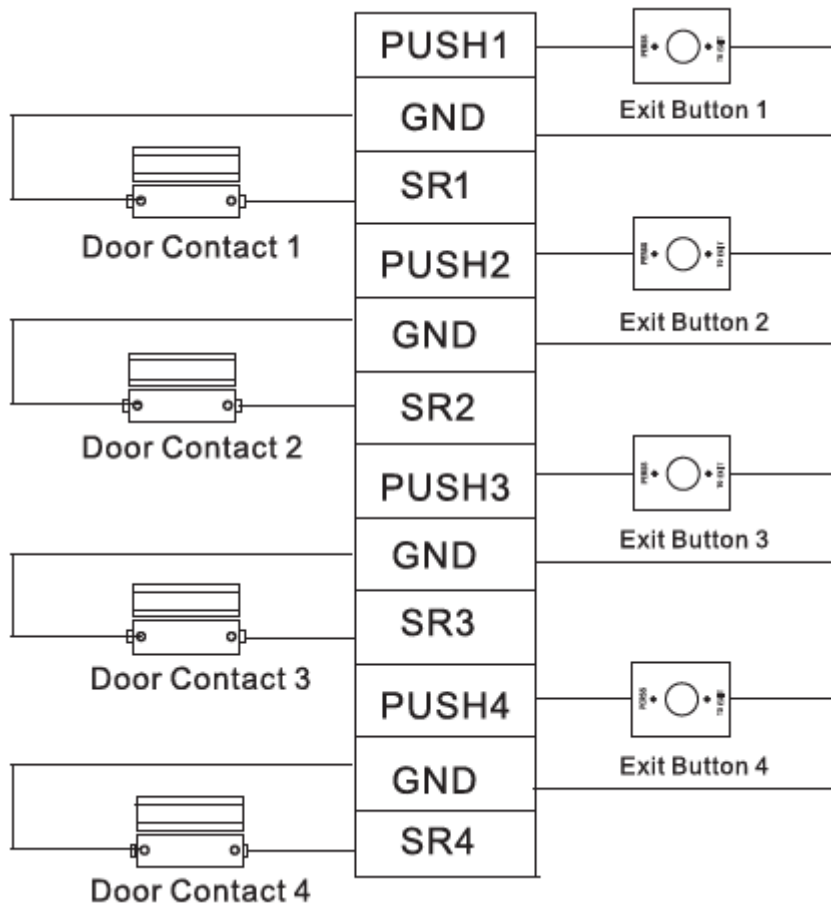 PUSH1
GND
SR1
PUSH2
GND
SR2
PUSH3
GND
SR3
PUSH4
GND
SR4
Door Contact 1
Door Contact 2
Door Contact 3
Door Contact 4
Exit Button 1
Exit Button 2
Exit Button 3
Exit Button 4